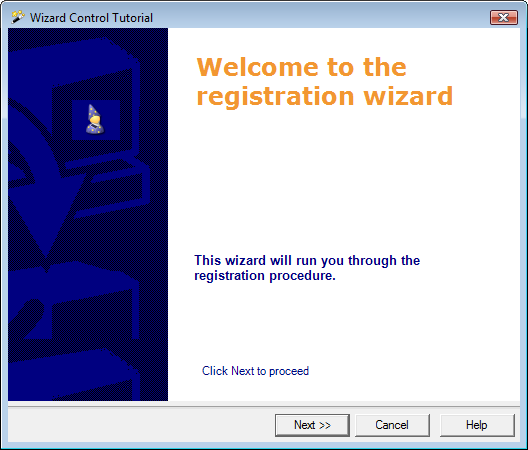 Wizard Control Tutorial
Welcome to the
registration wizard
This wizard will run you through the
registration procedure.
Click Next to proceed
Next >>
Cancel
Help